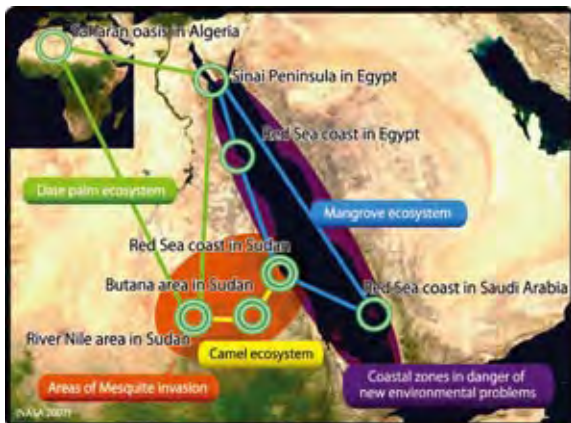 Saharan oasis in Algeria
Sinai Peninsula in Egypt
Red Sea coast in Egypt
Date palm ecosystem
Mangrove ecosystem
Red Sea coast in Sudan
Butana area in Sudan
Red Sea coast in Saudi Arabia
River Nile area in Sudan
Camel ecosystem
Areas of Mesquite invasion
Coastal zones in danger of
new environmental problems
(NASA 2007)